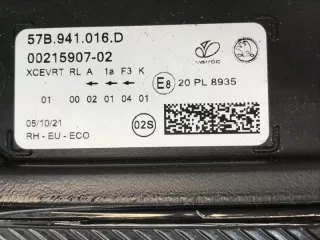 57B.941.016.D
00215907-02
valeo
XCEVRT RL A 1a F3 K
E8 20 PL 8935
01 00 02 01 04 01
05/10/21
02S
RH - EU - ECO